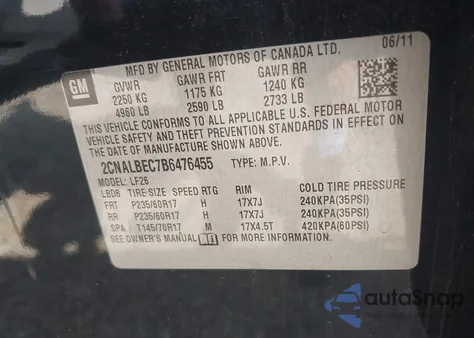 MFD BY GENERAL MOTORS OF CANADA LTD. 06/11
GM
GVWR GAWR FRT GAWR RR
2250 KG 1175 KG 1240 KG
4960 LB 2590 LB 2733 LB
THIS VEHICLE CONFORMS TO ALL APPLICABLE U.S. FEDERAL MOTOR
VEHICLE SAFETY AND THEFT PREVENTION STANDARDS IN EFFECT ON
THE DATE OF MANUFACTURE SHOWN ABOVE.
2CNALBEC7B6476455 TYPE: M.P.V.
MODEL: LF26
LBDB TIRE SIZE SPEED RTG RIM COLD TIRE PRESSURE
FRT P235/60R17 H 17X7J 240KPA(35PSI)
RR P235/60R17 H 17X7J 240KPA(35PSI)
SPA T145/70R17 M 17X4.5T 420KPA(60PSI)
SEE OWNER'S MANUAL FOR MORE INFORMATION.
autoSnap